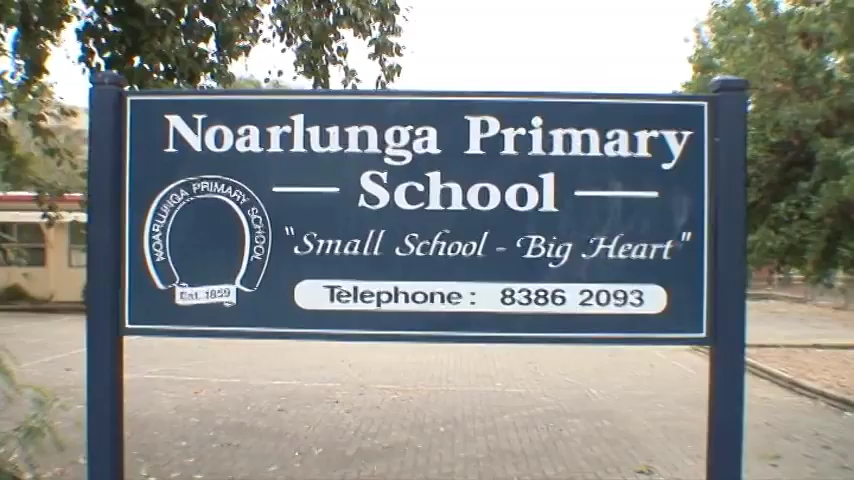 Noarlunga Primary
School
NOARLUNGA PRIMARY SCHOOL
Est. 1859
"Small School - Big Heart"
Telephone : 8386 2093